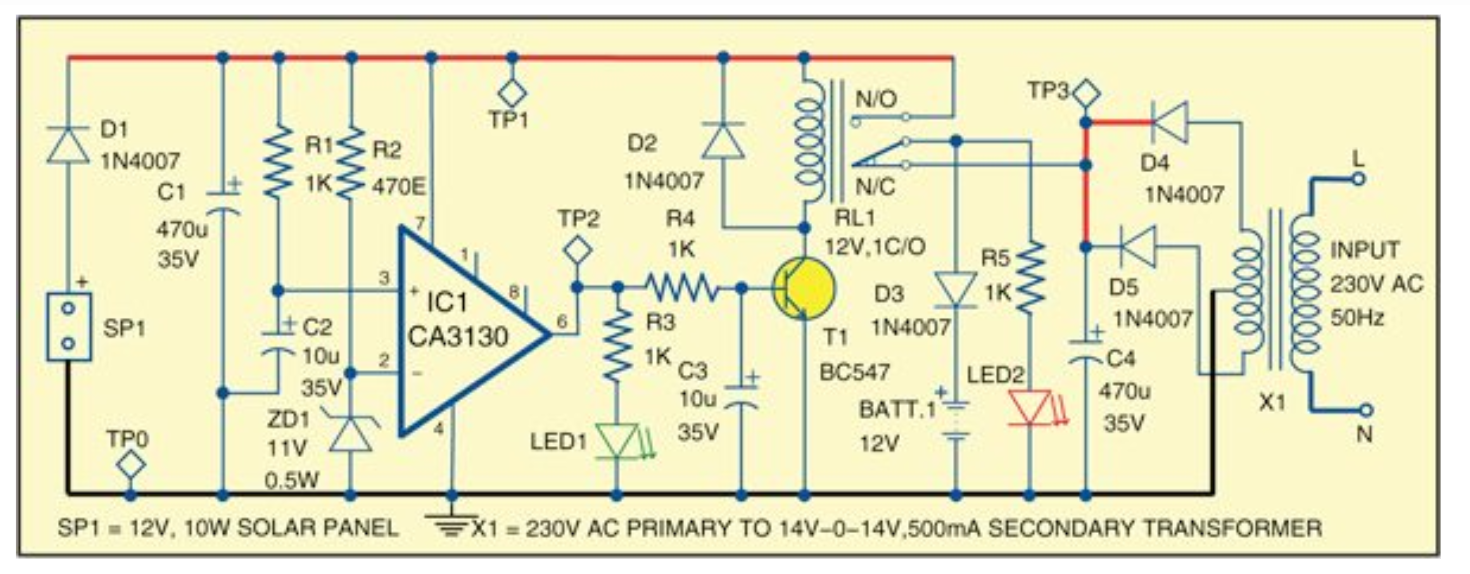 D1
1N4007
C1
470u
35V
+
R1
1K
R2
470E
TP1
7
1
3
+
IC1
CA3130
8
6
2
−
4
+
C2
10u
35V
+
SP1
TP0
ZD1
11V
0.5W
TP2
LED1
R3
1K
R4
1K
C3
10u
35V
+
D2
1N4007
N/O
N/C
RL1
12V,1C/O
T1
BC547
D3
1N4007
R5
1K
BATT.1
12V
+
LED2
TP3
D4
1N4007
D5
1N4007
+
C4
470u
35V
X1
L
INPUT
230V AC
50Hz
N
SP1 = 12V, 10W SOLAR PANEL
X1 = 230V AC PRIMARY TO 14V−0−14V,500mA SECONDARY TRANSFORMER